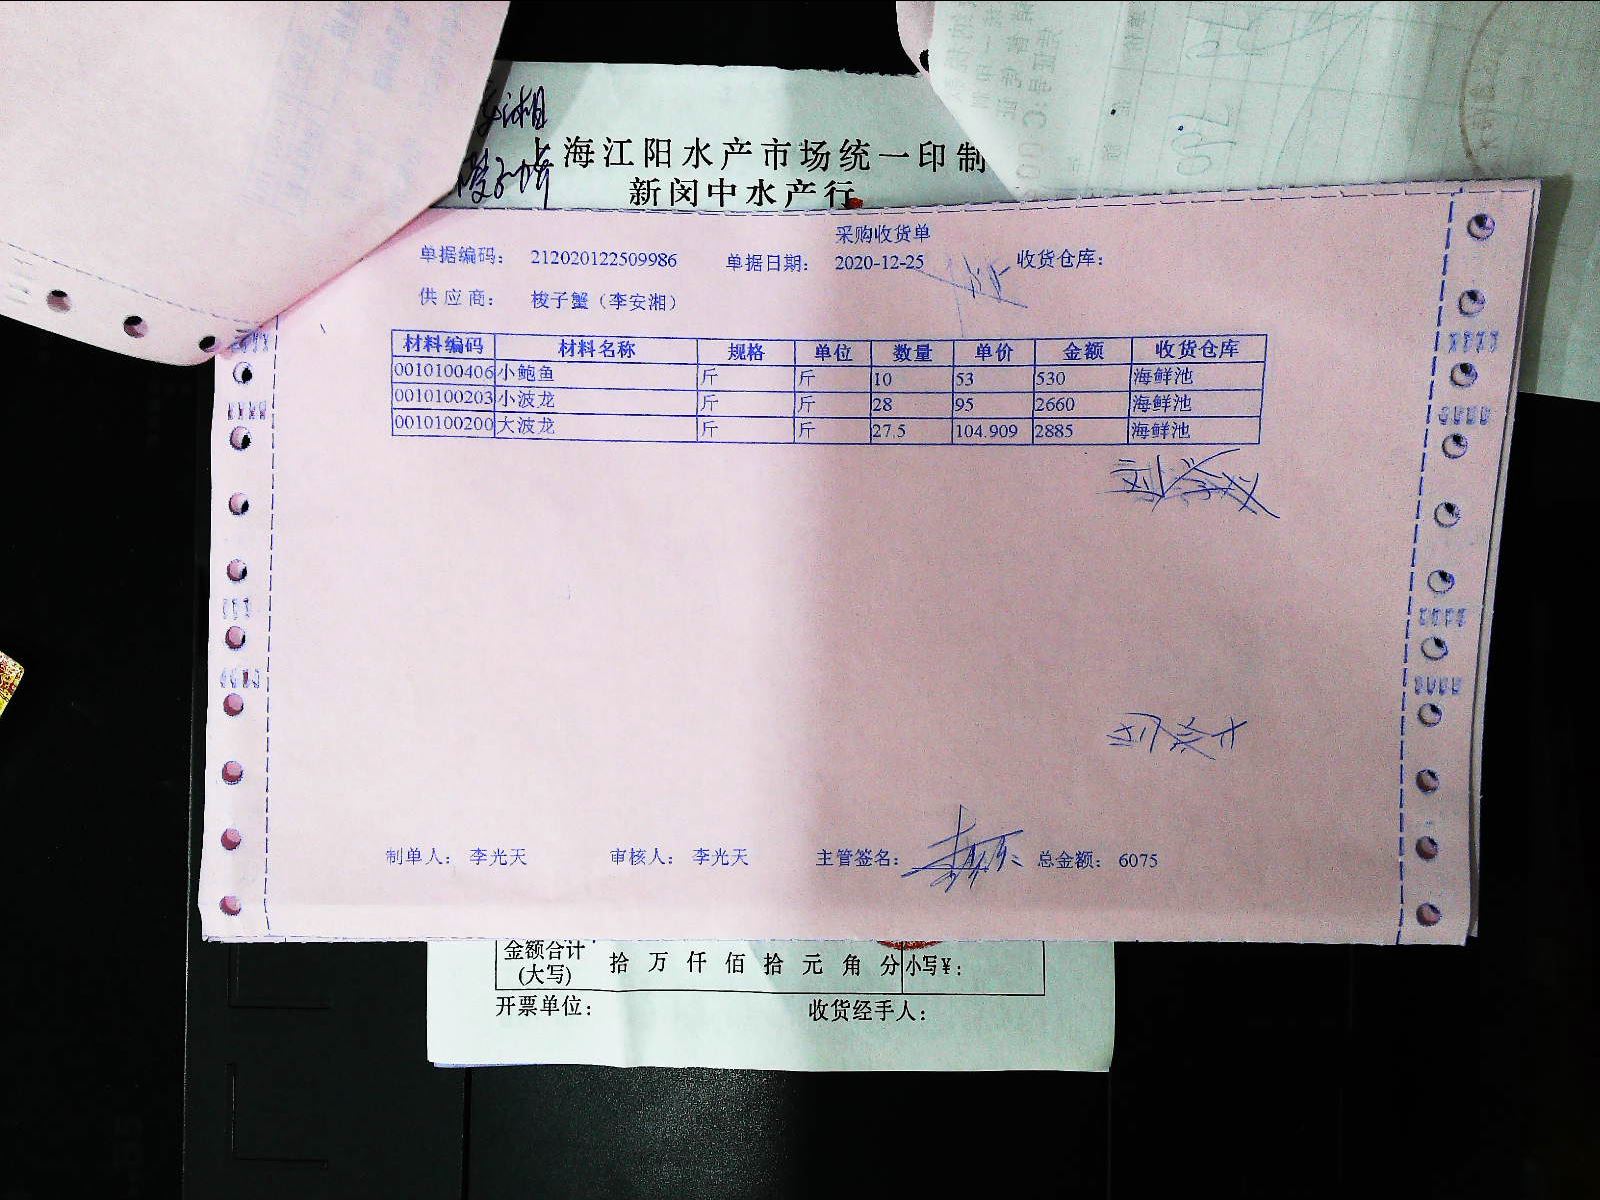 上海江阳水产市场统一印制
新闵中水产行
采购收货单
单据编码： 212020122509986 单据日期： 2020-12-25 收货仓库：
供应商： 梭子蟹（李安湘）
材料编码 材料名称 规格 单位 数量 单价 金额 收货仓库
0010100406 小鲍鱼 斤 斤 10 53 530 海鲜池
0010100203 小波龙 斤 斤 28 95 2660 海鲜池
0010100200 大波龙 斤 斤 27.5 104.909 2885 海鲜池
制单人： 李光天 审核人： 李光天 主管签名： 总金额： 6075
金额合计(大写) 拾 万 仟 佰 拾 元 角 分 小写¥：
开票单位： 收货经手人：